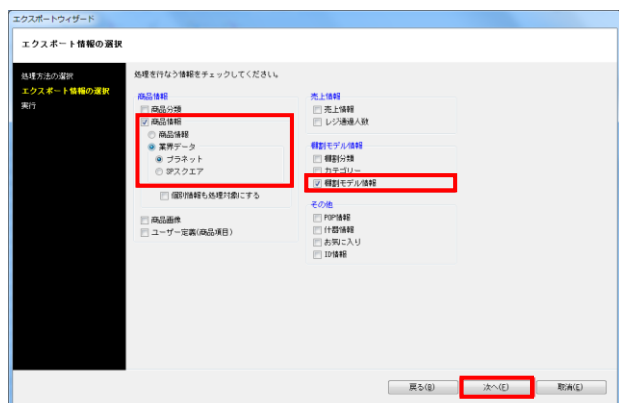 エクスポートウィザード
エクスポート情報の選択
処理方法の選択
エクスポート情報の選択
実行
処理を行なう情報をチェックしてください。
商品情報
商品分類
商品情報
商品情報
業界データ
プラネット
JPスクエア
個別情報も処理対象にする
商品画像
ユーザー定義(商品項目)
売上情報
売上情報
レジ通過人数
棚割モデル情報
棚割分類
カテゴリー
棚割モデル情報
その他
POP情報
什器情報
お気に入り
ID情報
戻る(B)
次へ(F)
取消(E)